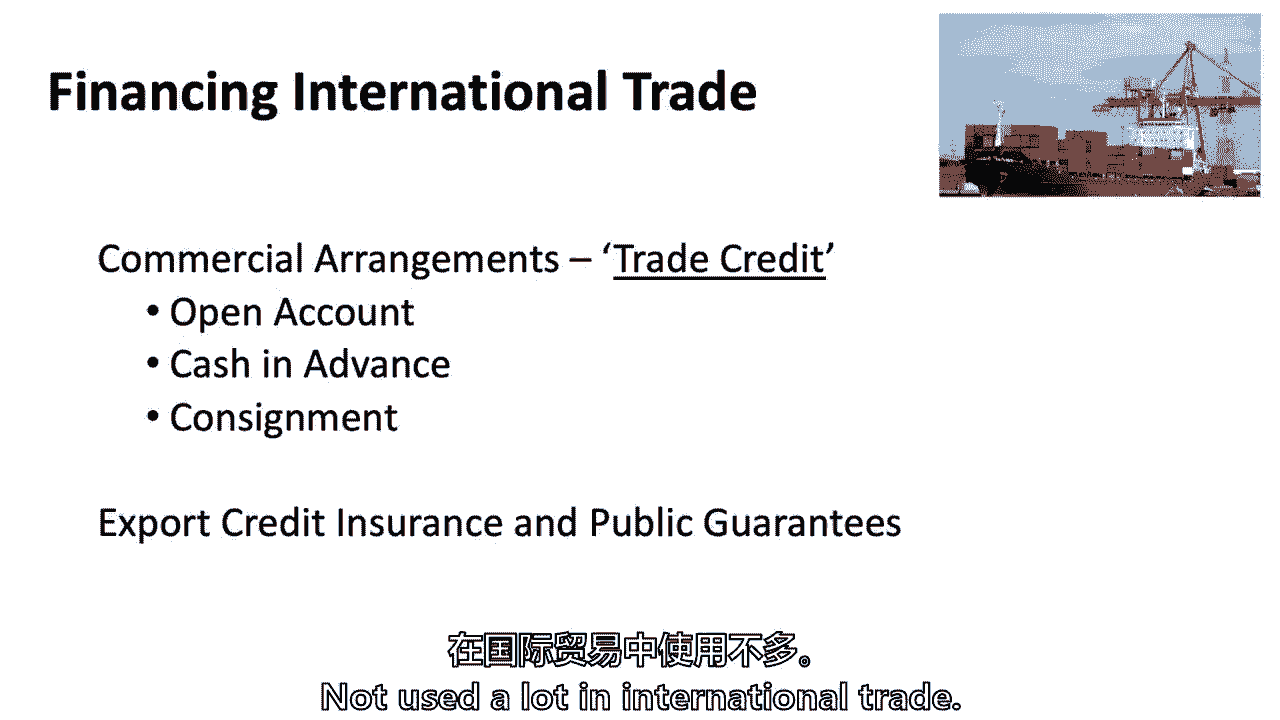 Financing International Trade
Commercial Arrangements – ‘Trade Credit’
• Open Account
• Cash in Advance
• Consignment
Export Credit Insurance and Public Guarantees
在国际贸易中使用不多。
Not used a lot in international trade.